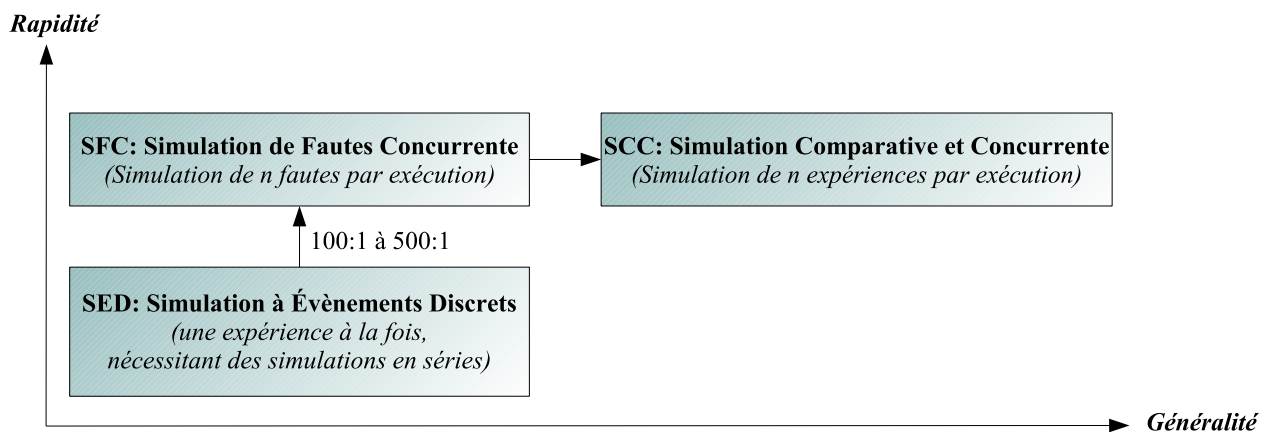 Rapidité
SFC: Simulation de Fautes Concurrente
(Simulation de n fautes par exécution)
SCC: Simulation Comparative et Concurrente
(Simulation de n expériences par exécution)
100:1 à 500:1
SED: Simulation à Évènements Discrets
(une expérience à la fois,
nécessitant des simulations en séries)
Généralité